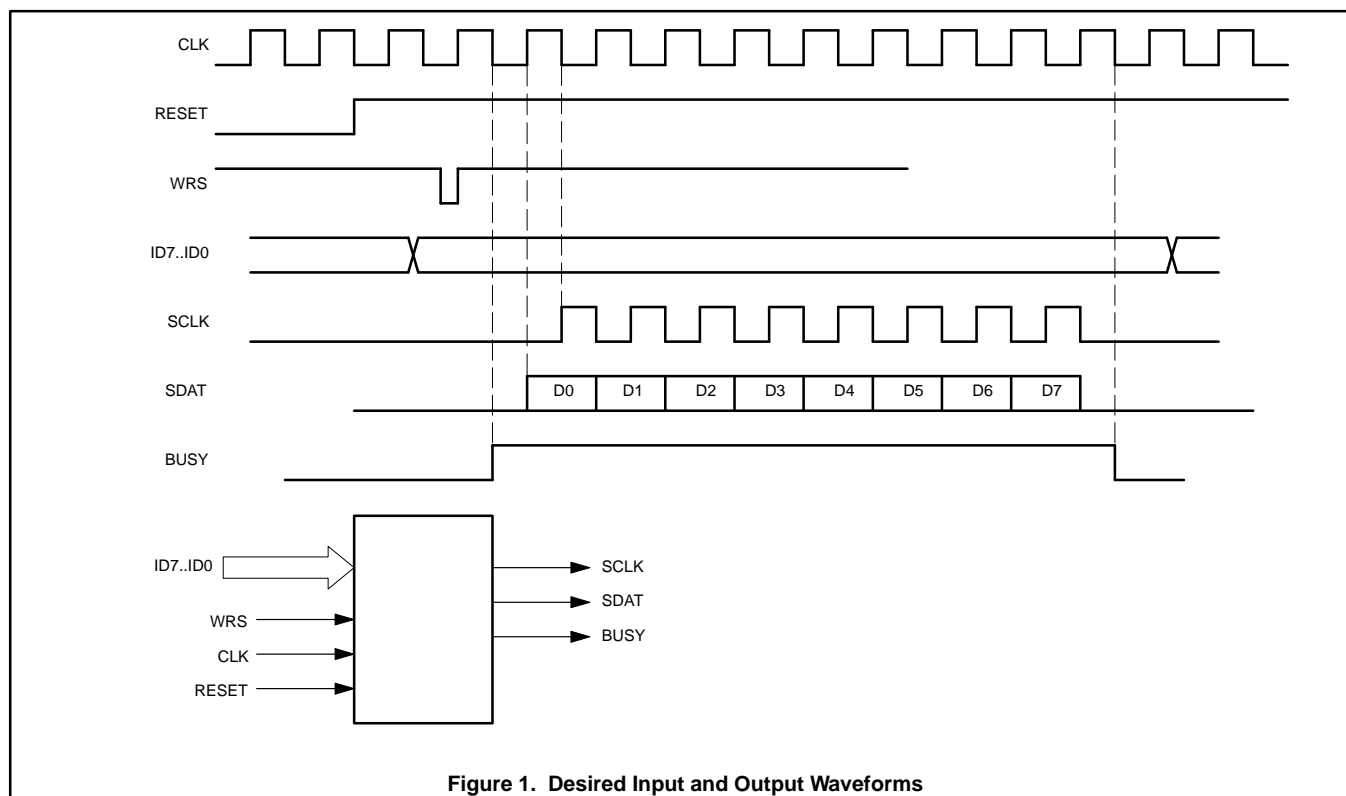 CLK
RESET
WRS
ID7..ID0
SCLK
SDAT D0 D1 D2 D3 D4 D5 D6 D7
BUSY
ID7..ID0
SCLK
SDAT
WRS
BUSY
CLK
RESET
Figure 1. Desired Input and Output Waveforms